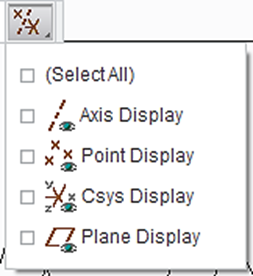 (Select All)
Axis Display
Point Display
Csys Display
Plane Display